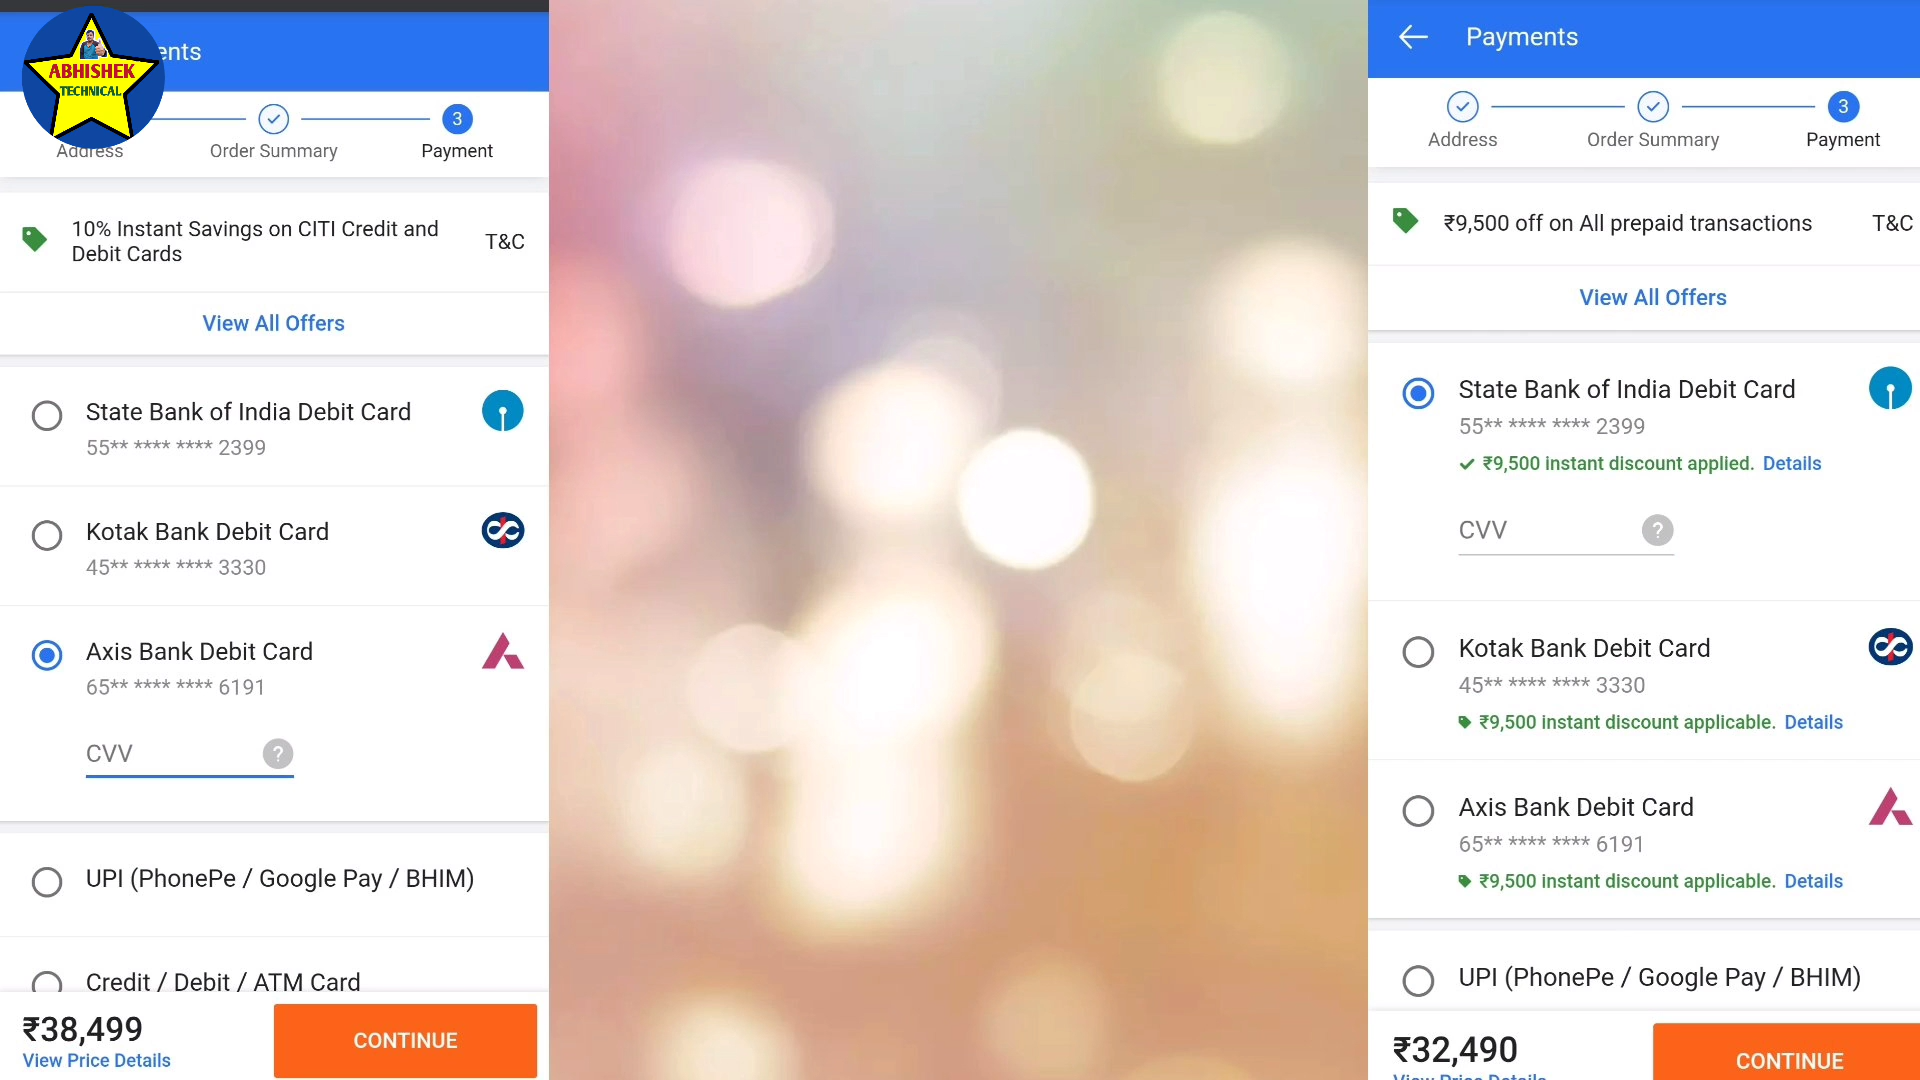 ABHISHEK
TECHNICAL
ents
3
Address
Order Summary
Payment
10% Instant Savings on CITI Credit and
Debit Cards
T&C
View All Offers
State Bank of India Debit Card
55** **** **** 2399
Kotak Bank Debit Card
45** **** **** 3330
Axis Bank Debit Card
65** **** **** 6191
CVV
?
UPI (PhonePe / Google Pay / BHIM)
Credit / Debit / ATM Card
₹38,499
View Price Details
CONTINUE
Payments
3
Address
Order Summary
Payment
₹9,500 off on All prepaid transactions
T&C
View All Offers
State Bank of India Debit Card
55** **** **** 2399
₹9,500 instant discount applied. Details
CVV
?
Kotak Bank Debit Card
45** **** **** 3330
₹9,500 instant discount applicable. Details
Axis Bank Debit Card
65** **** **** 6191
₹9,500 instant discount applicable. Details
UPI (PhonePe / Google Pay / BHIM)
₹32,490
View Price Details
CONTINUE